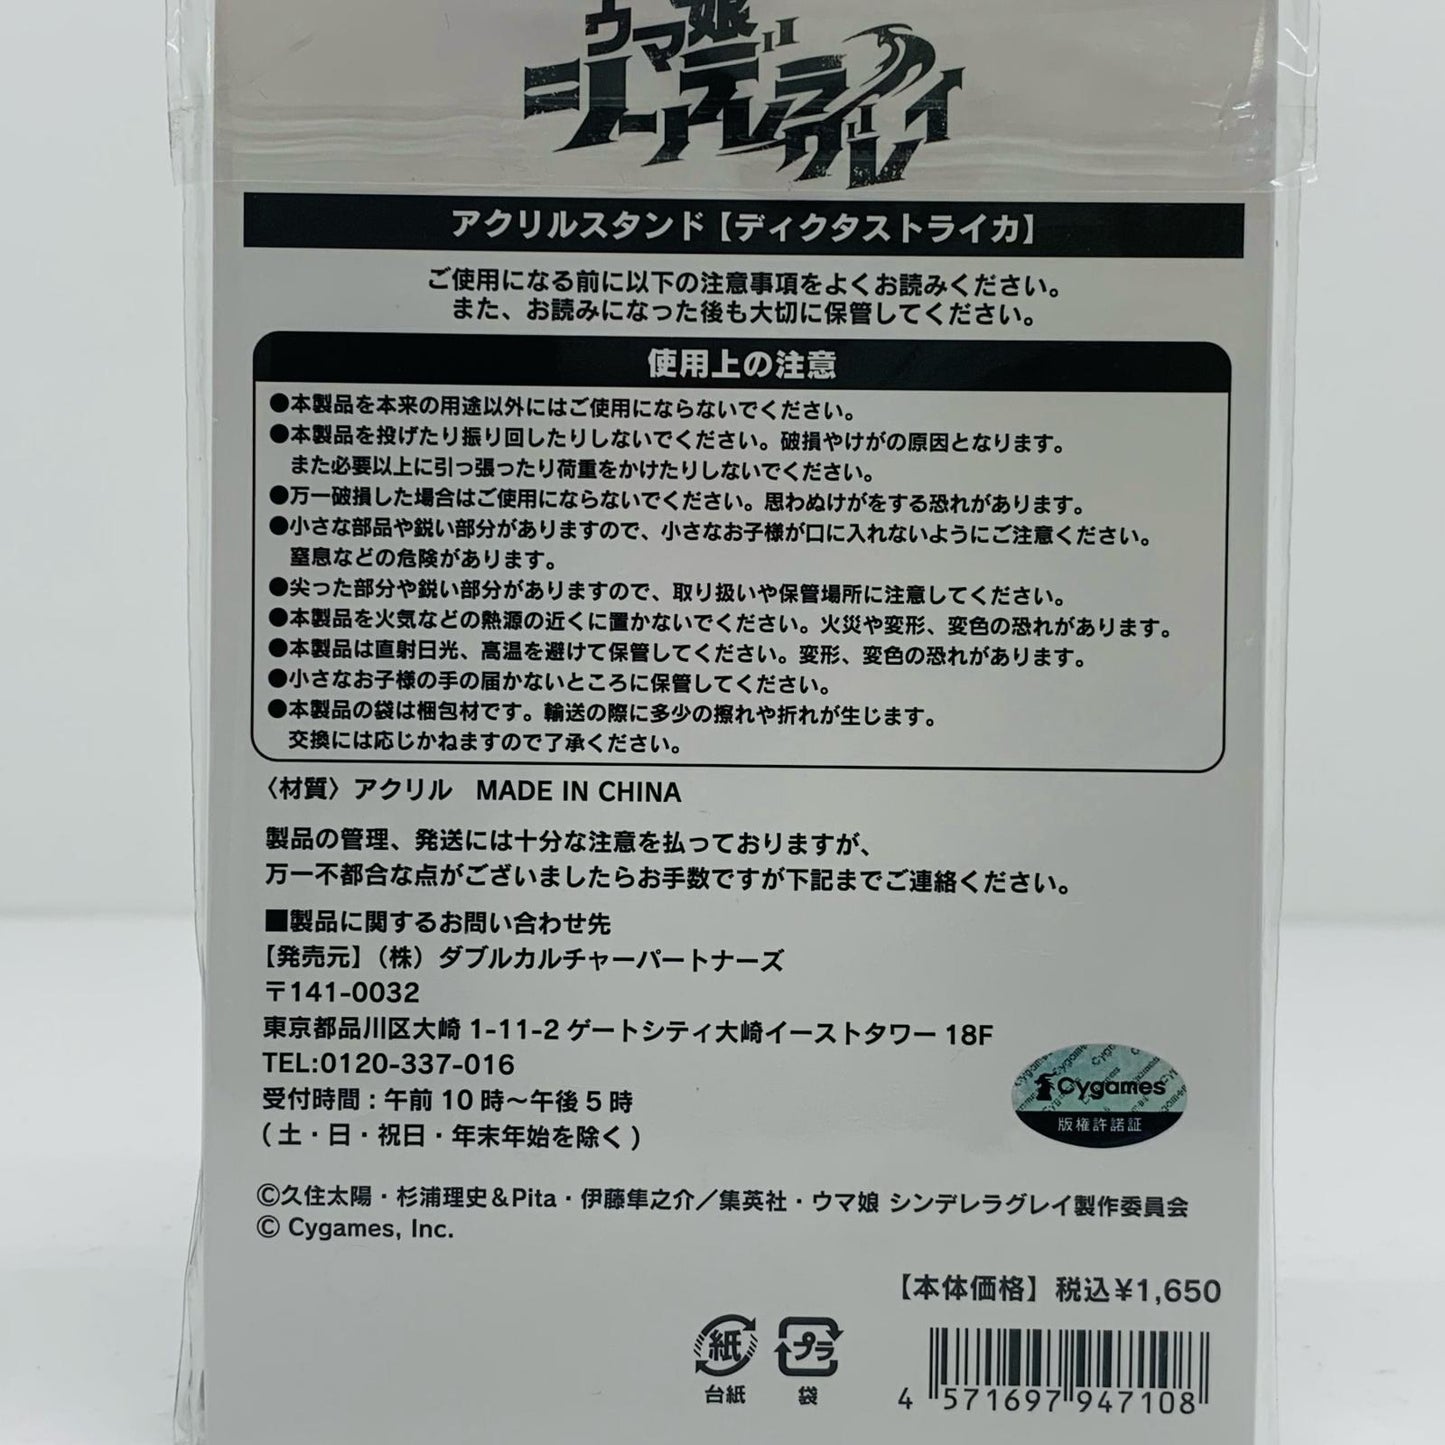 ウマ娘
シンデレラグレイ
アクリルスタンド【ディクタストライカ】
ご使用になる前に以下の注意事項をよくお読みください。
また、お読みになった後も大切に保管してください。
使用上の注意
●本製品を本来の用途以外にはご使用にならないでください。
●本製品を投げたり振り回したりしないでください。破損やけがの原因となります。
また必要以上に引っ張ったり荷重をかけたりしないでください。
●万一破損した場合はご使用にならないでください。思わぬけがをする恐れがあります。
●小さな部品や鋭い部分がありますので、小さなお子様が口に入れないようにご注意ください。
窒息などの危険があります。
●尖った部分や鋭い部分がありますので、取り扱いや保管場所に注意してください。
●本製品を火気などの熱源の近くに置かないでください。火災や変形、変色の恐れがあります。
●本製品は直射日光、高温を避けて保管してください。変形、変色の恐れがあります。
●小さなお子様の手の届かないところに保管してください。
●本製品の袋は梱包材です。輸送の際に多少の擦れや折れが生じます。
交換には応じかねますので了承ください。
〈材質〉アクリル MADE IN CHINA
製品の管理、発送には十分な注意を払っておりますが、
万一不都合な点がございましたらお手数ですが下記までご連絡ください。
■製品に関するお問い合わせ先
【発売元】（株）ダブルカルチャーパートナーズ
〒141-0032
東京都品川区大崎 1-11-2 ゲートシティ大崎イーストタワー 18F
TEL:0120-337-016
受付時間：午前 10 時〜午後 5 時
(土・日・祝日・年末年始を除く)
Cygames
版権許諾証
©久住太陽・杉浦理史＆Pita・伊藤隼之介／集英社・ウマ娘 シンデレラグレイ製作委員会
© Cygames, Inc.
【本体価格】税込¥1,650
紙
プラ
台紙
袋
4 571697 947108